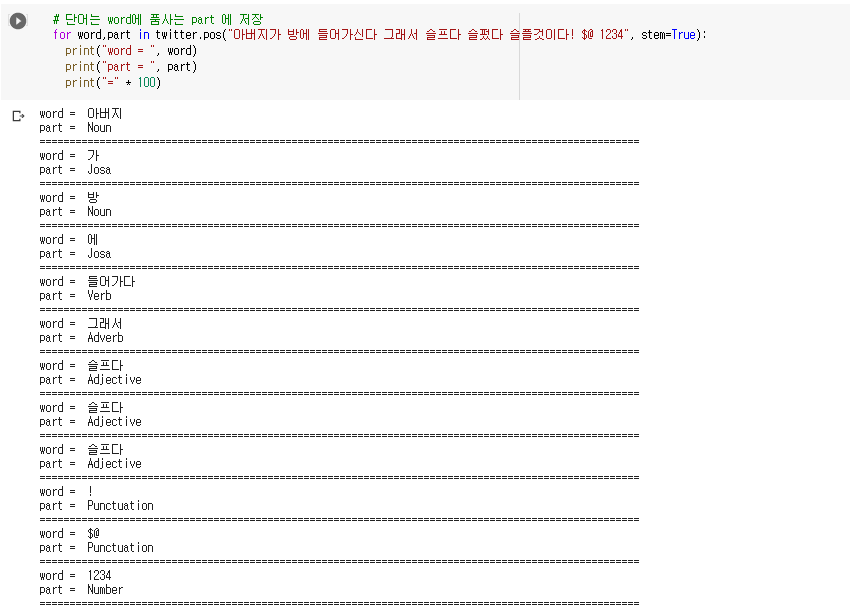 # 단어는 word에 품사는 part 에 저장
for word,part in twitter.pos("아버지가 방에 들어가신다 그래서 슬프다 슬펐다 슬플것이다! $@ 1234", stem=True):
  print("word = ", word)
  print("part = ", part)
  print("=" * 100)
word =  아버지
part =  Noun
====================================================================================================
word =  가
part =  Josa
====================================================================================================
word =  방
part =  Noun
====================================================================================================
word =  에
part =  Josa
====================================================================================================
word =  들어가다
part =  Verb
====================================================================================================
word =  그래서
part =  Adverb
====================================================================================================
word =  슬프다
part =  Adjective
====================================================================================================
word =  슬프다
part =  Adjective
====================================================================================================
word =  슬프다
part =  Adjective
====================================================================================================
word =  !
part =  Punctuation
====================================================================================================
word =  $@
part =  Punctuation
====================================================================================================
word =  1234
part =  Number
====================================================================================================